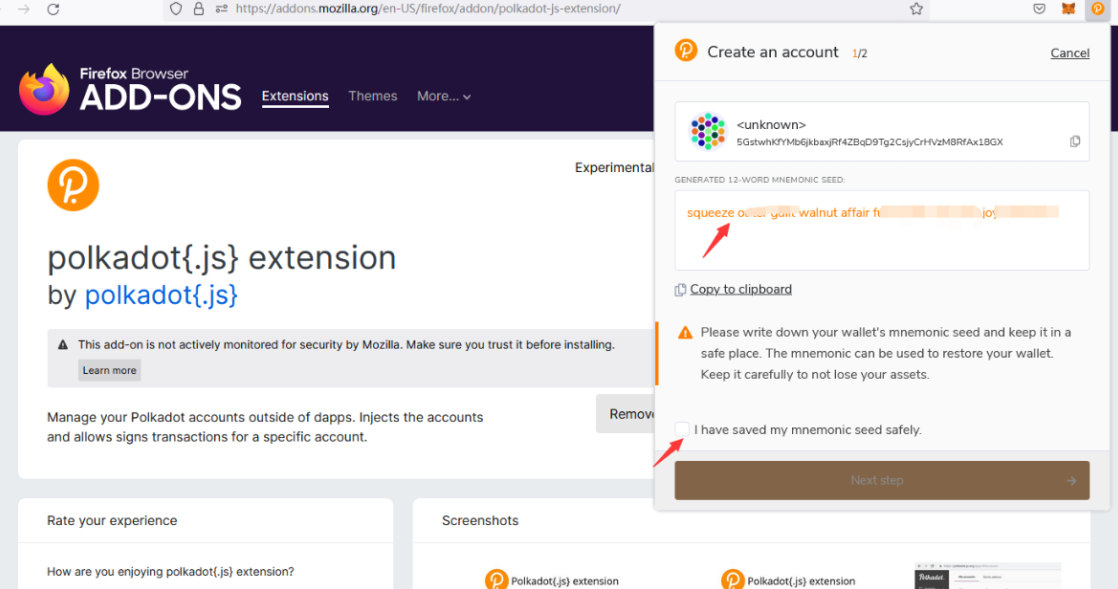 https://addons.mozilla.org/en-US/firefox/addon/polkadot-js-extension/
Firefox Browser
ADD-ONS
Extensions
Themes
More...
Experimental
polkadot{.js} extension
by polkadot{.js}
This add-on is not actively monitored for security by Mozilla. Make sure you trust it before installing.
Learn more
Manage your Polkadot accounts outside of dapps. Injects the accounts
and allows signs transactions for a specific account.
Remove
Rate your experience
How are you enjoying polkadot{.js} extension?
Screenshots
Polkadot{.js} extension
Polkadot{.js} extension
Create an account 1/2
Cancel
<unknown>
5GstwhKfYMb6jkbaxjRf4ZBqD9Tg2CsjyCrHVzM8RfAx18GX
GENERATED 12-WORD MNEMONIC SEED:
squeeze walnut affair
Copy to clipboard
Please write down your wallet's mnemonic seed and keep it in a
safe place. The mnemonic can be used to restore your wallet.
Keep it carefully to not lose your assets.
I have saved my mnemonic seed safely.
Next step